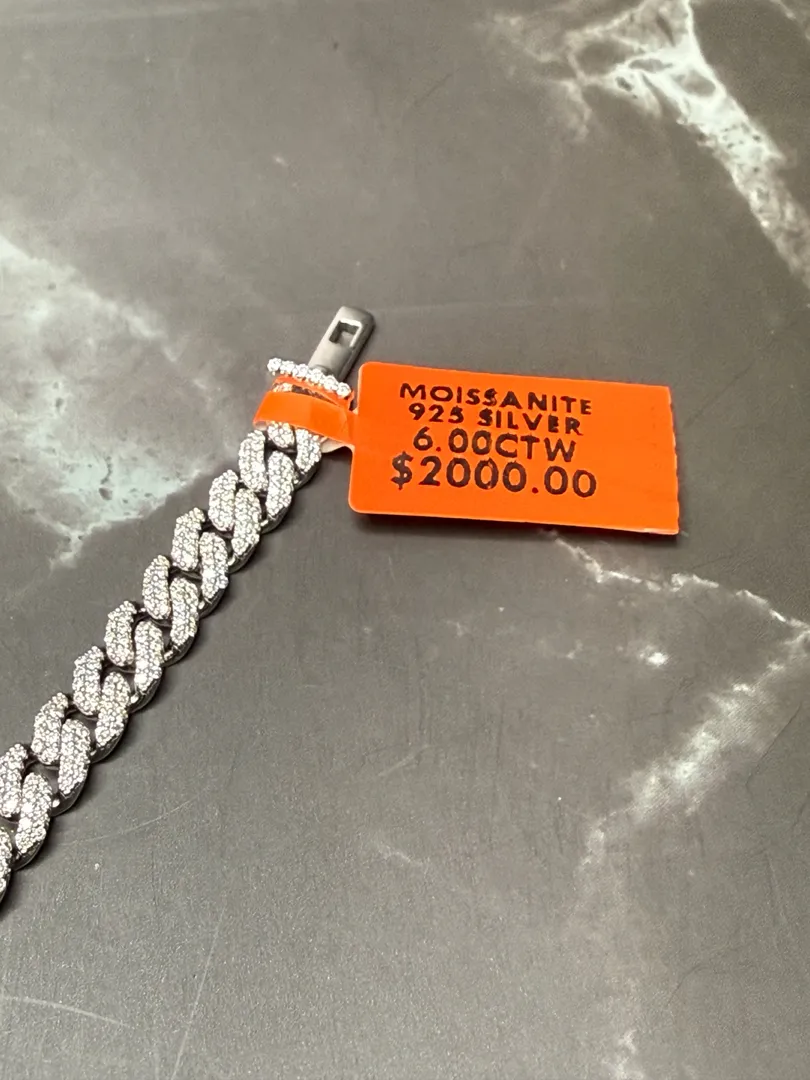 MOISSANITE
925 SILVER
6.00CTW
$2000.00